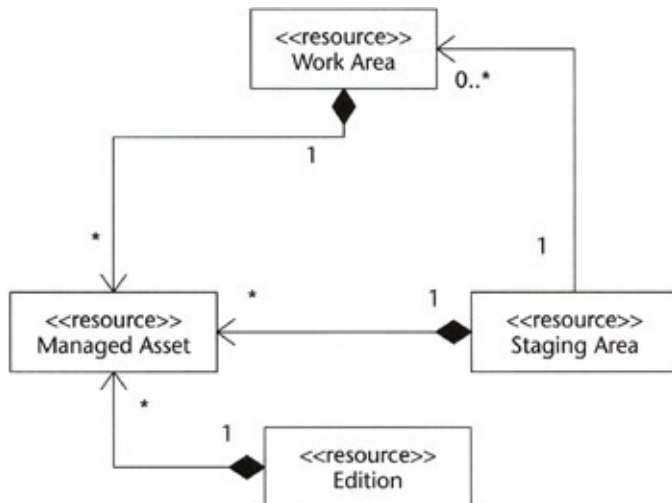 <<resource>>
Work Area
0..*
1
*
1
<<resource>>
Managed Asset
*
1
<<resource>>
Staging Area
*
1
<<resource>>
Edition